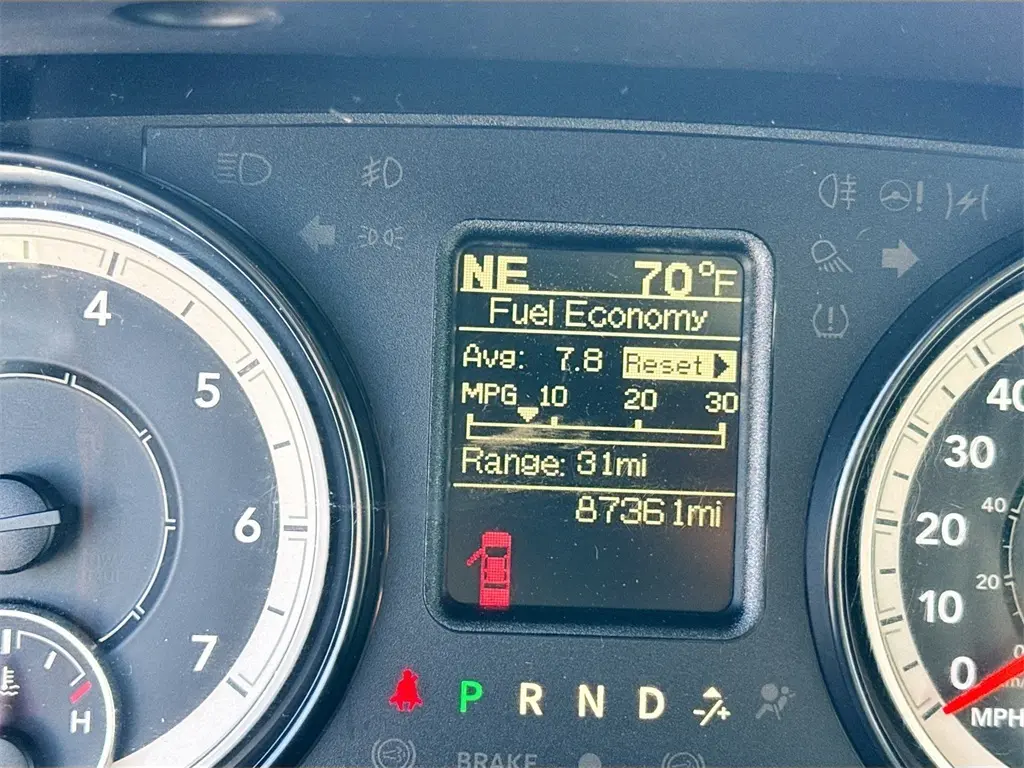 NE 70°F
Fuel Economy
Avg: 7.8 Reset
MPG 10 20 30
Range: 31mi
87361mi
4
5
6
7
H
40
30
20
10
0
MPH
40
20
P R N D
BRAKE